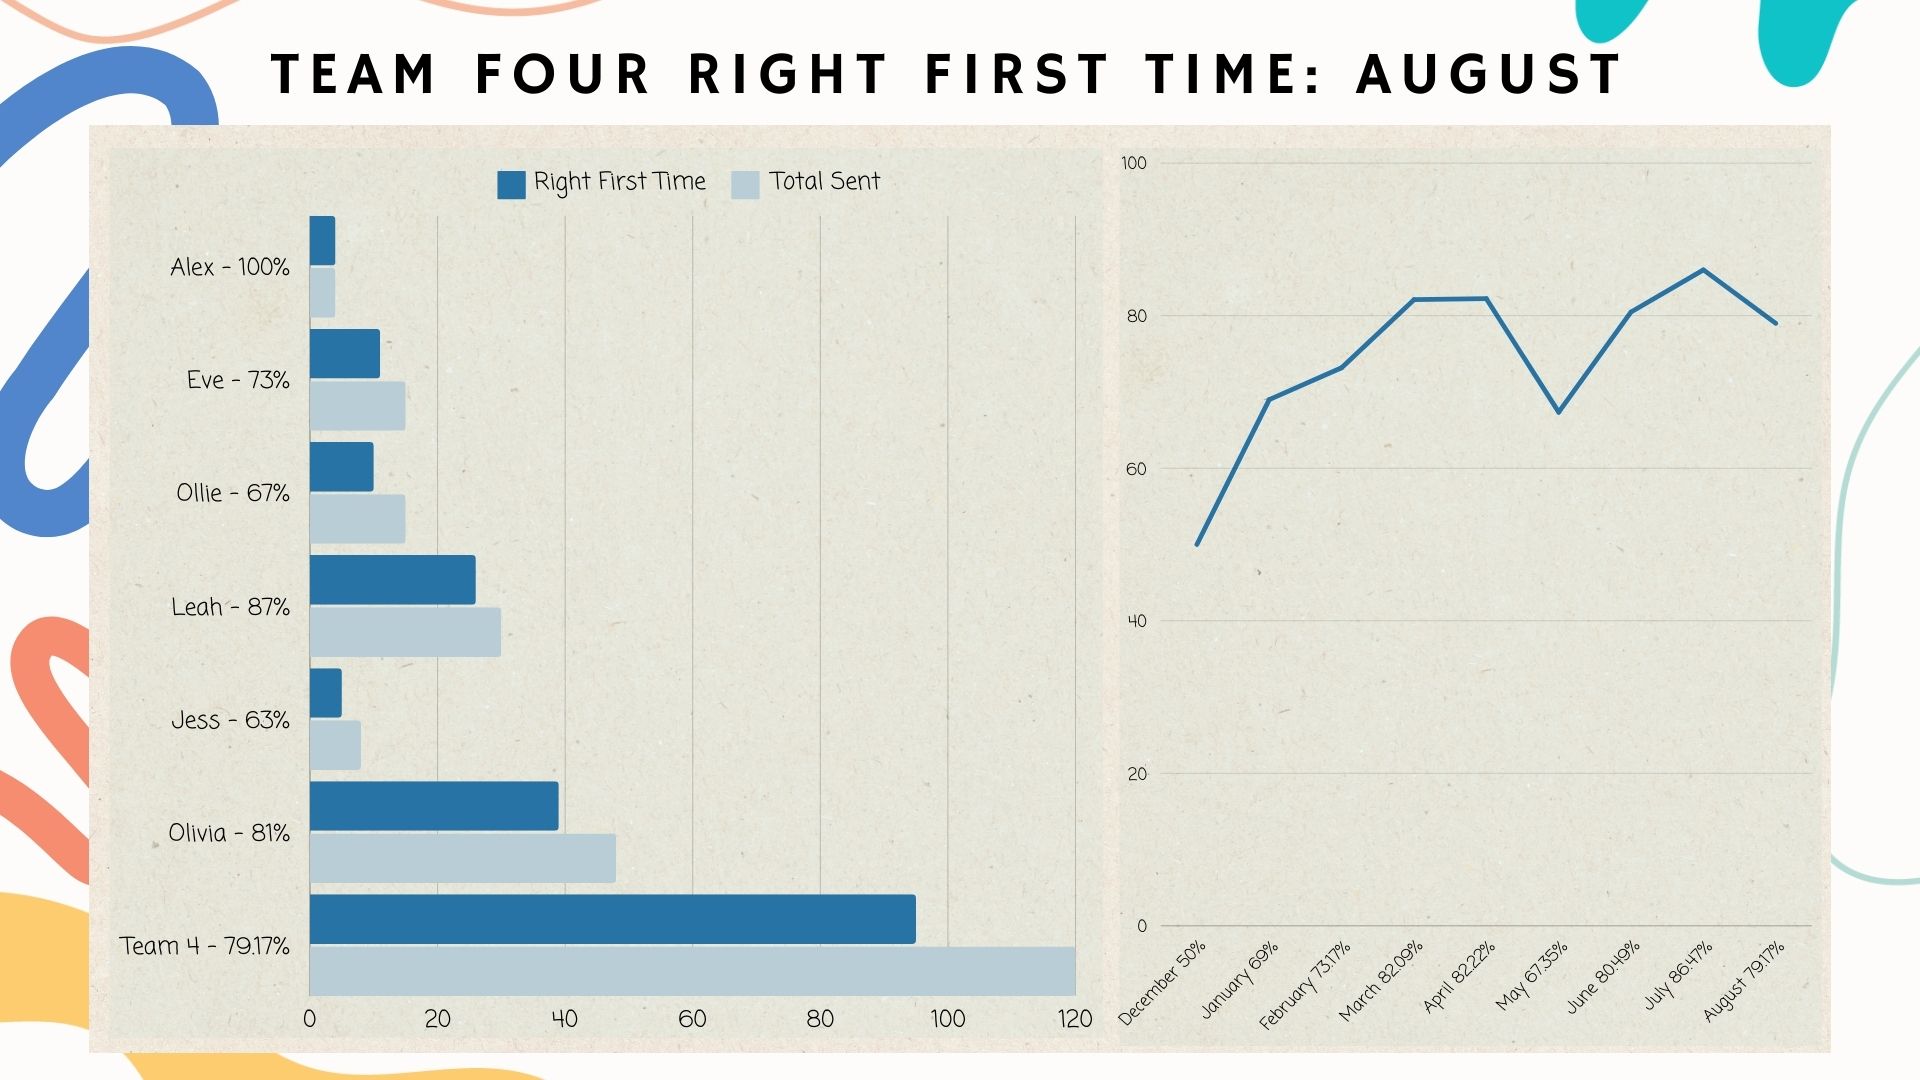 TEAM FOUR RIGHT FIRST TIME: AUGUST
Right First Time Total Sent
Alex - 100%
Eve - 73%
Ollie - 67%
Leah - 87%
Jess - 63%
Olivia - 81%
Team 4 - 79.17%
0 20 40 60 80 100 120
100
80
60
40
20
0
December 50%
January 69%
February 73.17%
March 82.09%
April 82.22%
May 67.35%
June 80.49%
July 86.47%
August 79.17%